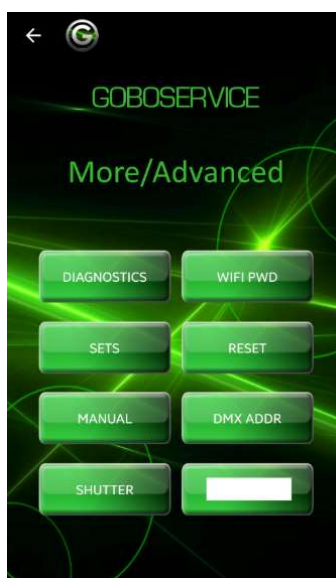 G
GOBOSERVICE
More/Advanced
DIAGNOSTICS
WIFI PWD
SETS
RESET
MANUAL
DMX ADDR
SHUTTER